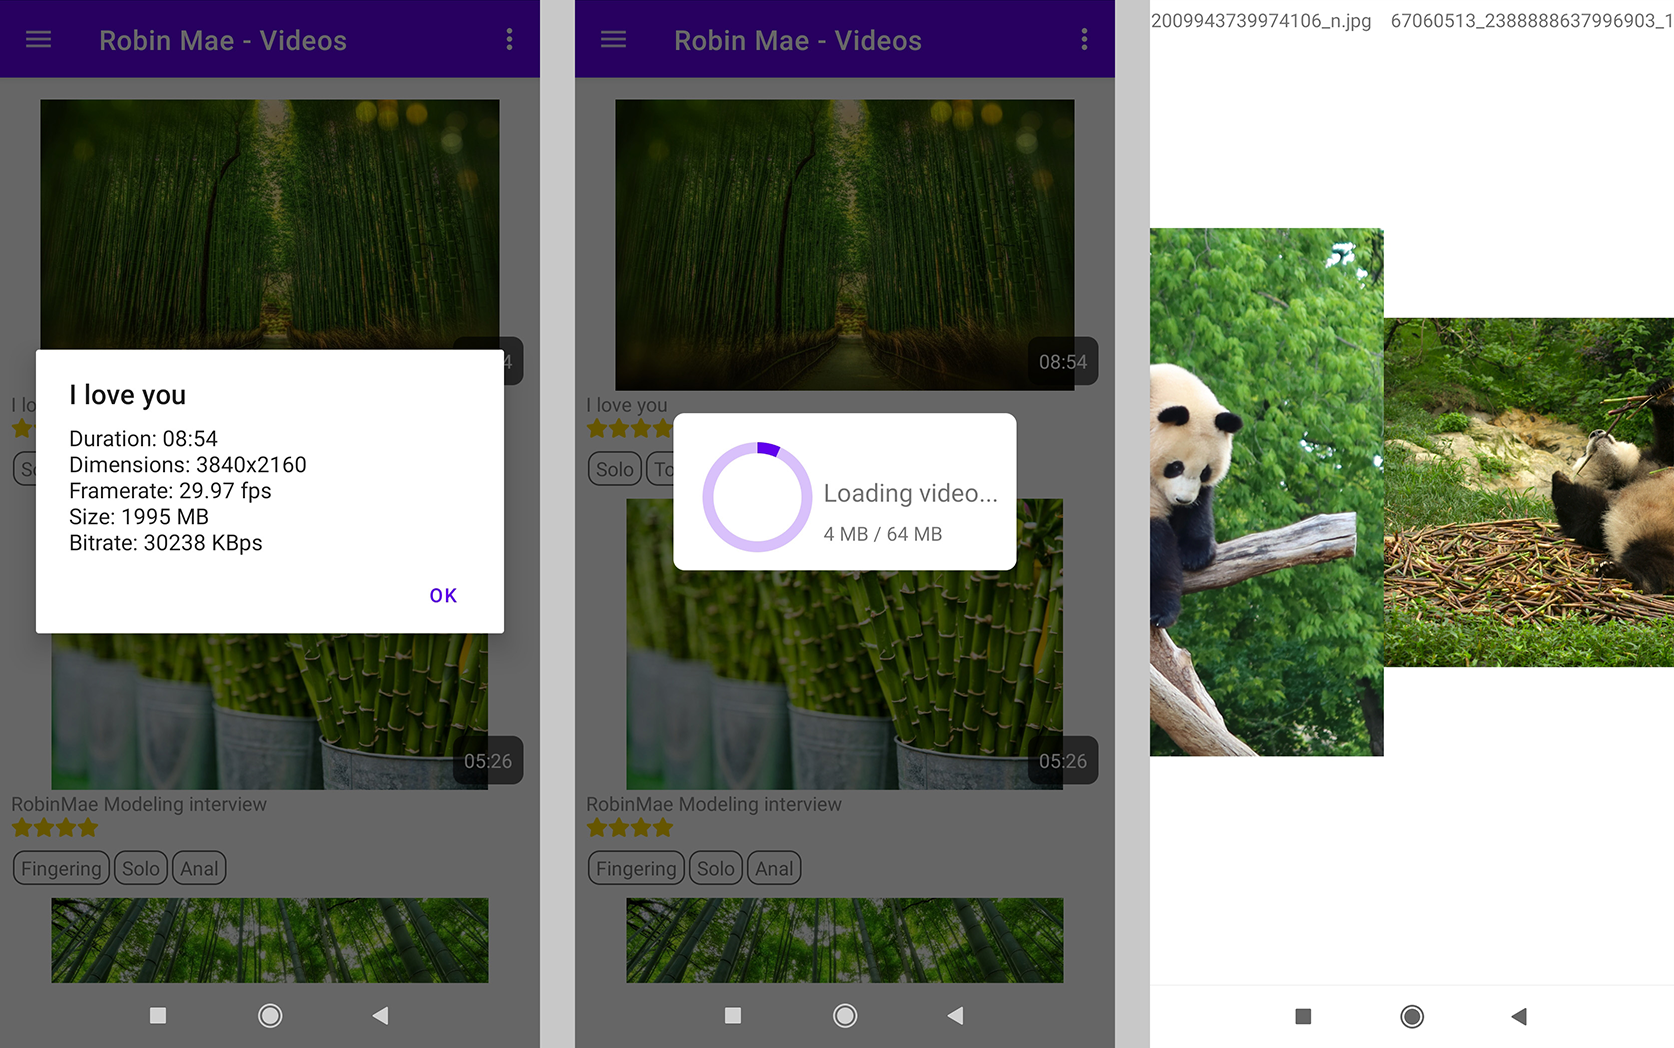 Robin Mae - Videos
4
I lo
I love you
Duration: 08:54
Dimensions: 3840x2160
Framerate: 29.97 fps
Size: 1995 MB
Bitrate: 30238 KBps
OK
05:26
RobinMae Modeling interview
Fingering Solo Anal
Robin Mae - Videos
08:54
I love you
Solo To
Loading video...
4 MB / 64 MB
05:26
RobinMae Modeling interview
Fingering Solo Anal
2009943739974106_n.jpg 67060513_2388888637996903_1